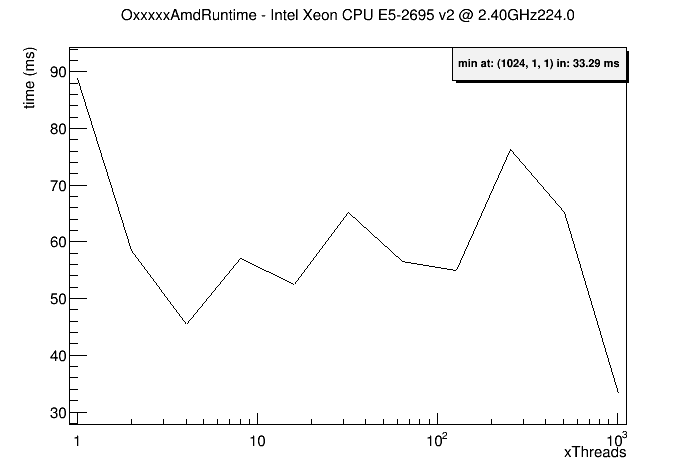 OxxxxxAmdRuntime - Intel Xeon CPU E5-2695 v2 @ 2.40GHz224.0
time (ms)
min at: (1024, 1, 1) in: 33.29 ms
90
80
70
60
50
40
30
1 10 10² 10³
xThreads